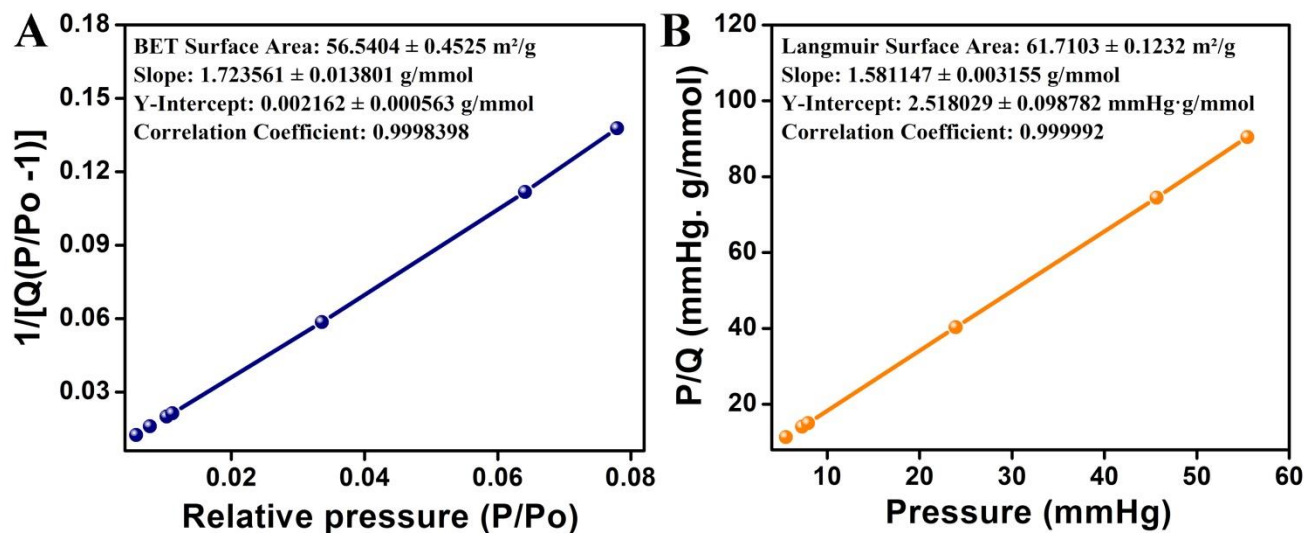 A
BET Surface Area: 56.5404 ± 0.4525 m²/g
Slope: 1.723561 ± 0.013801 g/mmol
Y-Intercept: 0.002162 ± 0.000563 g/mmol
Correlation Coefficient: 0.9998398
1/[Q(P/Po -1)]
0.18
0.15
0.12
0.09
0.06
0.03
0.02
0.04
0.06
0.08
Relative pressure (P/Po)
B
Langmuir Surface Area: 61.7103 ± 0.1232 m²/g
Slope: 1.581147 ± 0.003155 g/mmol
Y-Intercept: 2.518029 ± 0.098782 mmHg·g/mmol
Correlation Coefficient: 0.999992
P/Q (mmHg. g/mmol)
120
100
80
60
40
20
10
20
30
40
50
60
Pressure (mmHg)